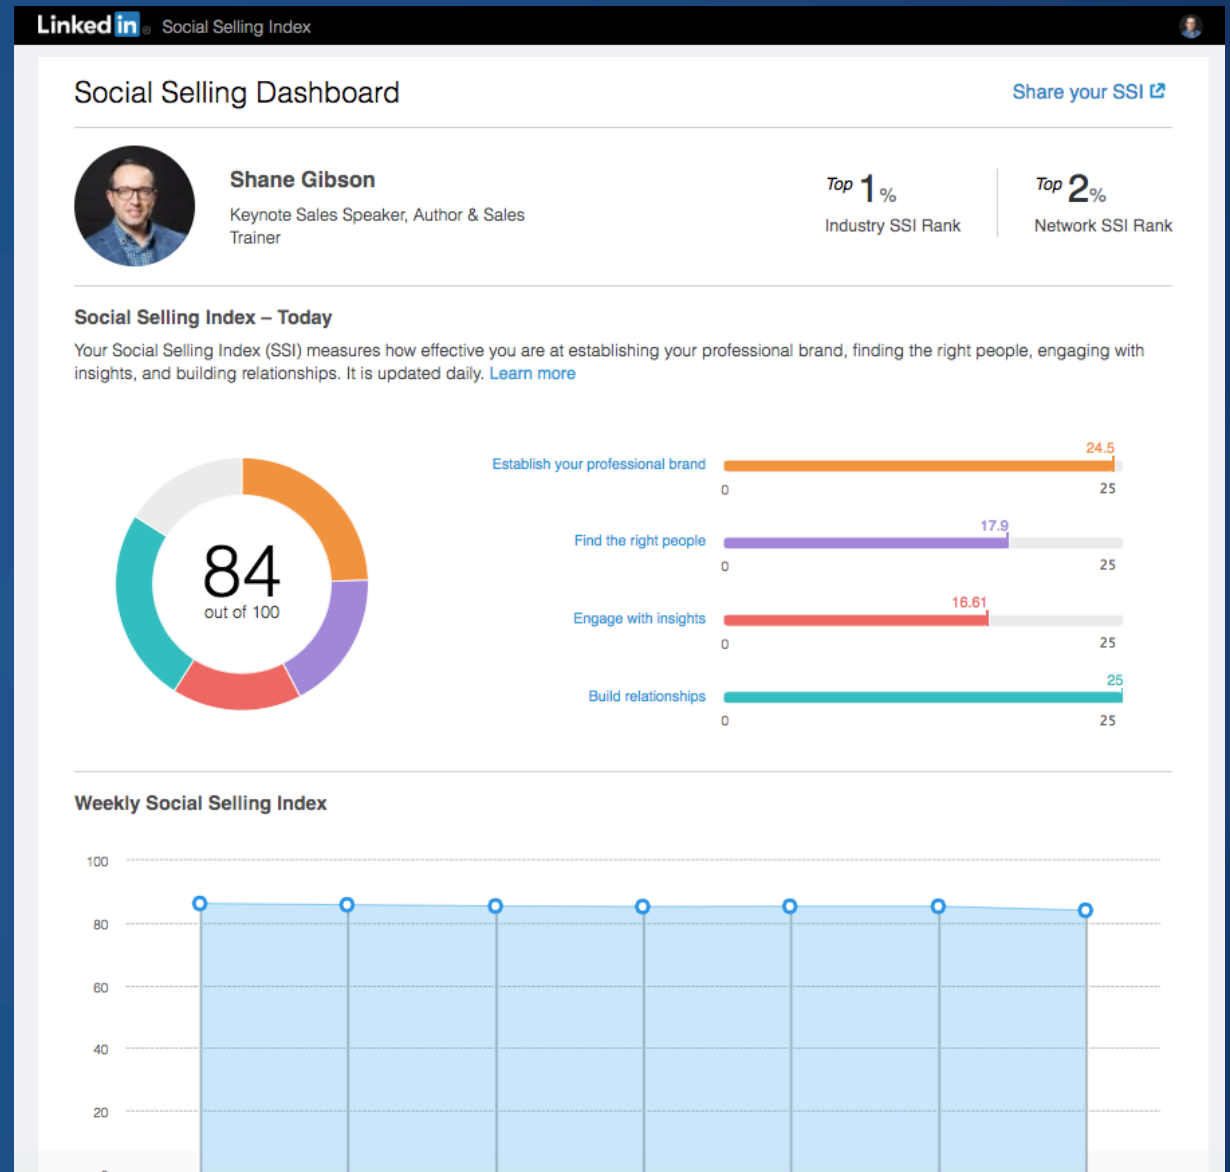 Linked in ® Social Selling Index
Social Selling Dashboard
Share your SSI
Shane Gibson
Keynote Sales Speaker, Author & Sales
Trainer
Top 1%
Industry SSI Rank
Top 2%
Network SSI Rank
Social Selling Index – Today
Your Social Selling Index (SSI) measures how effective you are at establishing your professional brand, finding the right people, engaging with
insights, and building relationships. It is updated daily. Learn more
84
out of 100
Establish your professional brand
24.5
0 25
Find the right people
17.9
0 25
Engage with insights
16.61
0 25
Build relationships
25
0 25
Weekly Social Selling Index
100
80
60
40
20